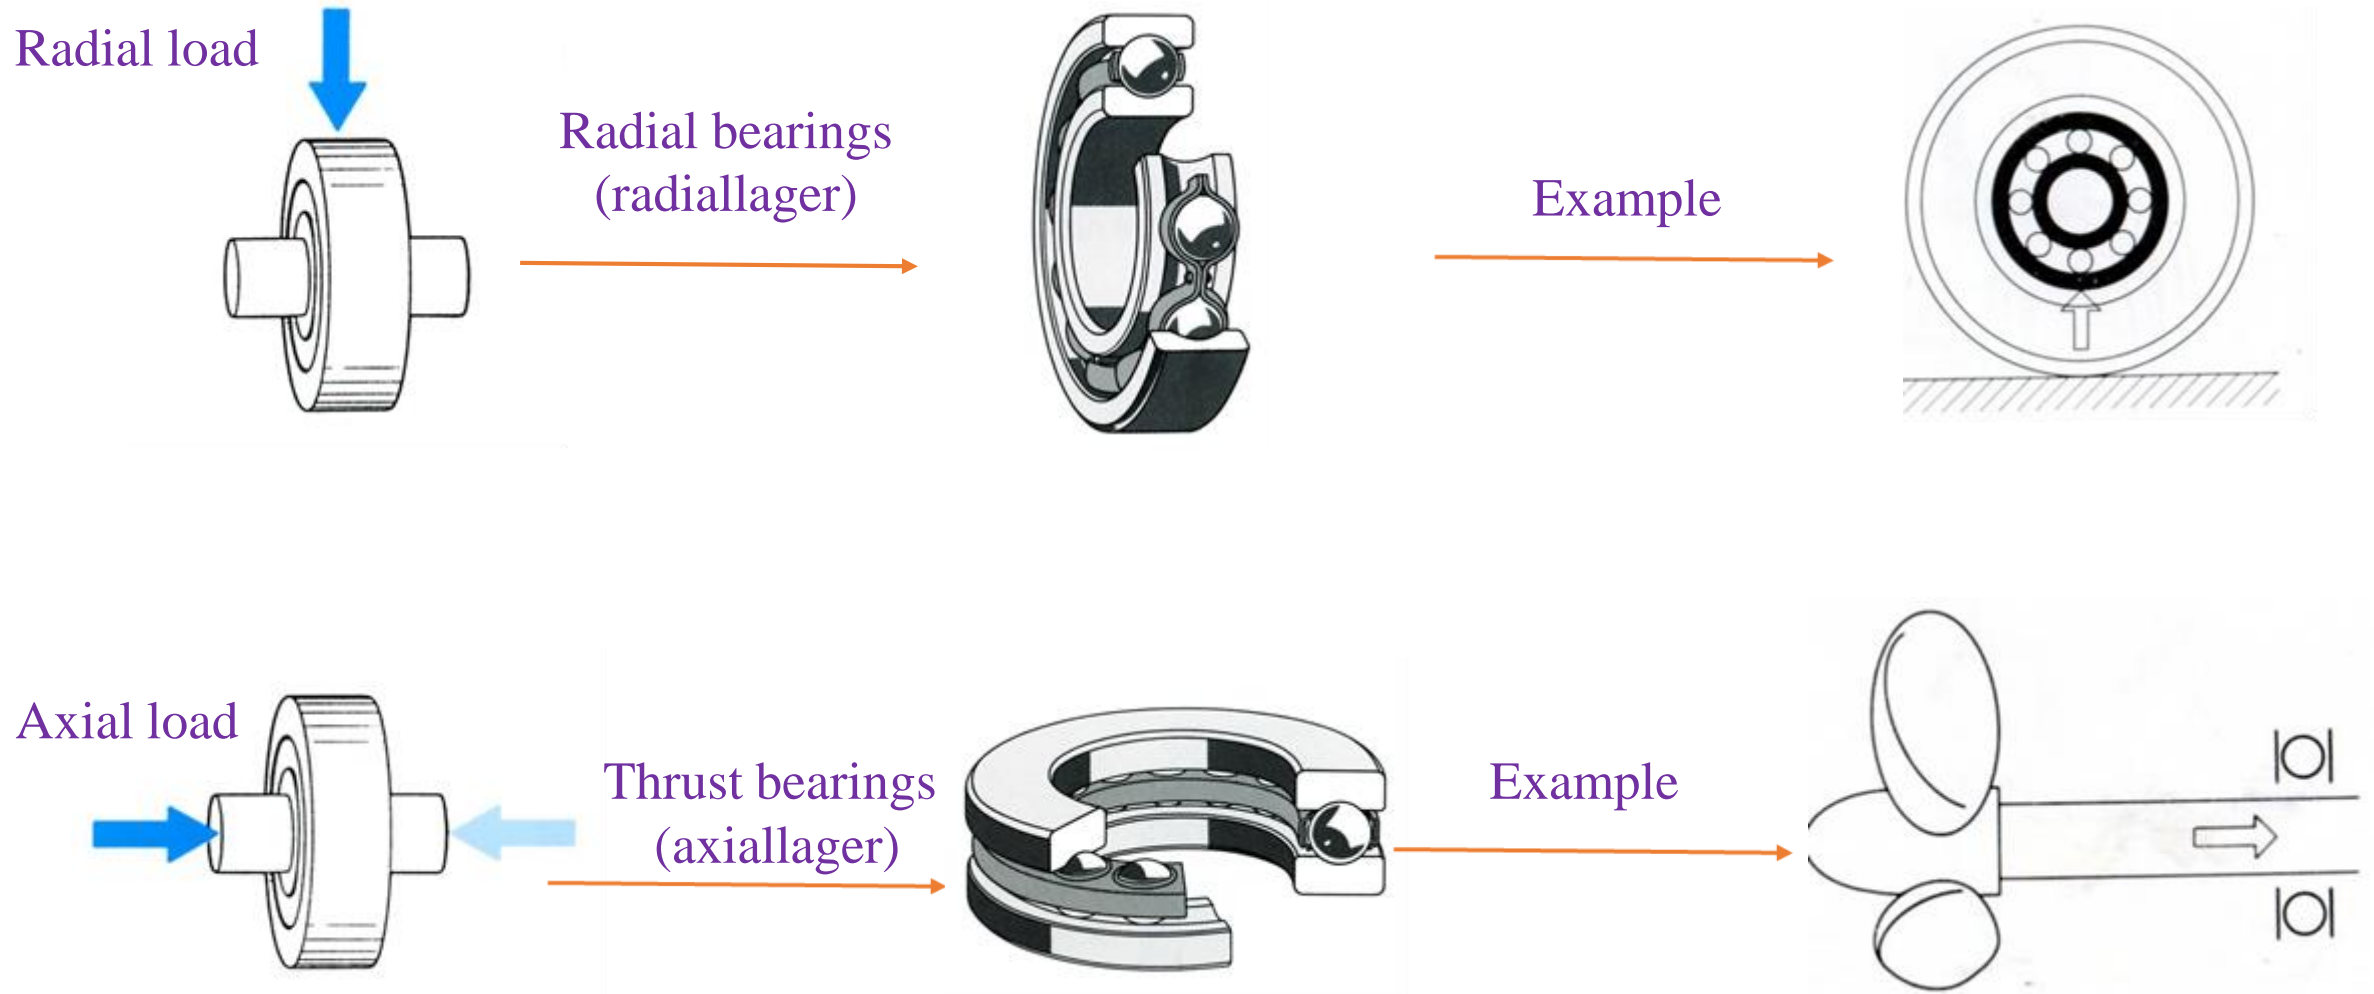 Radial load
Radial bearings
(radiallager)
Example
Axial load
Thrust bearings
(axiallager)
Example